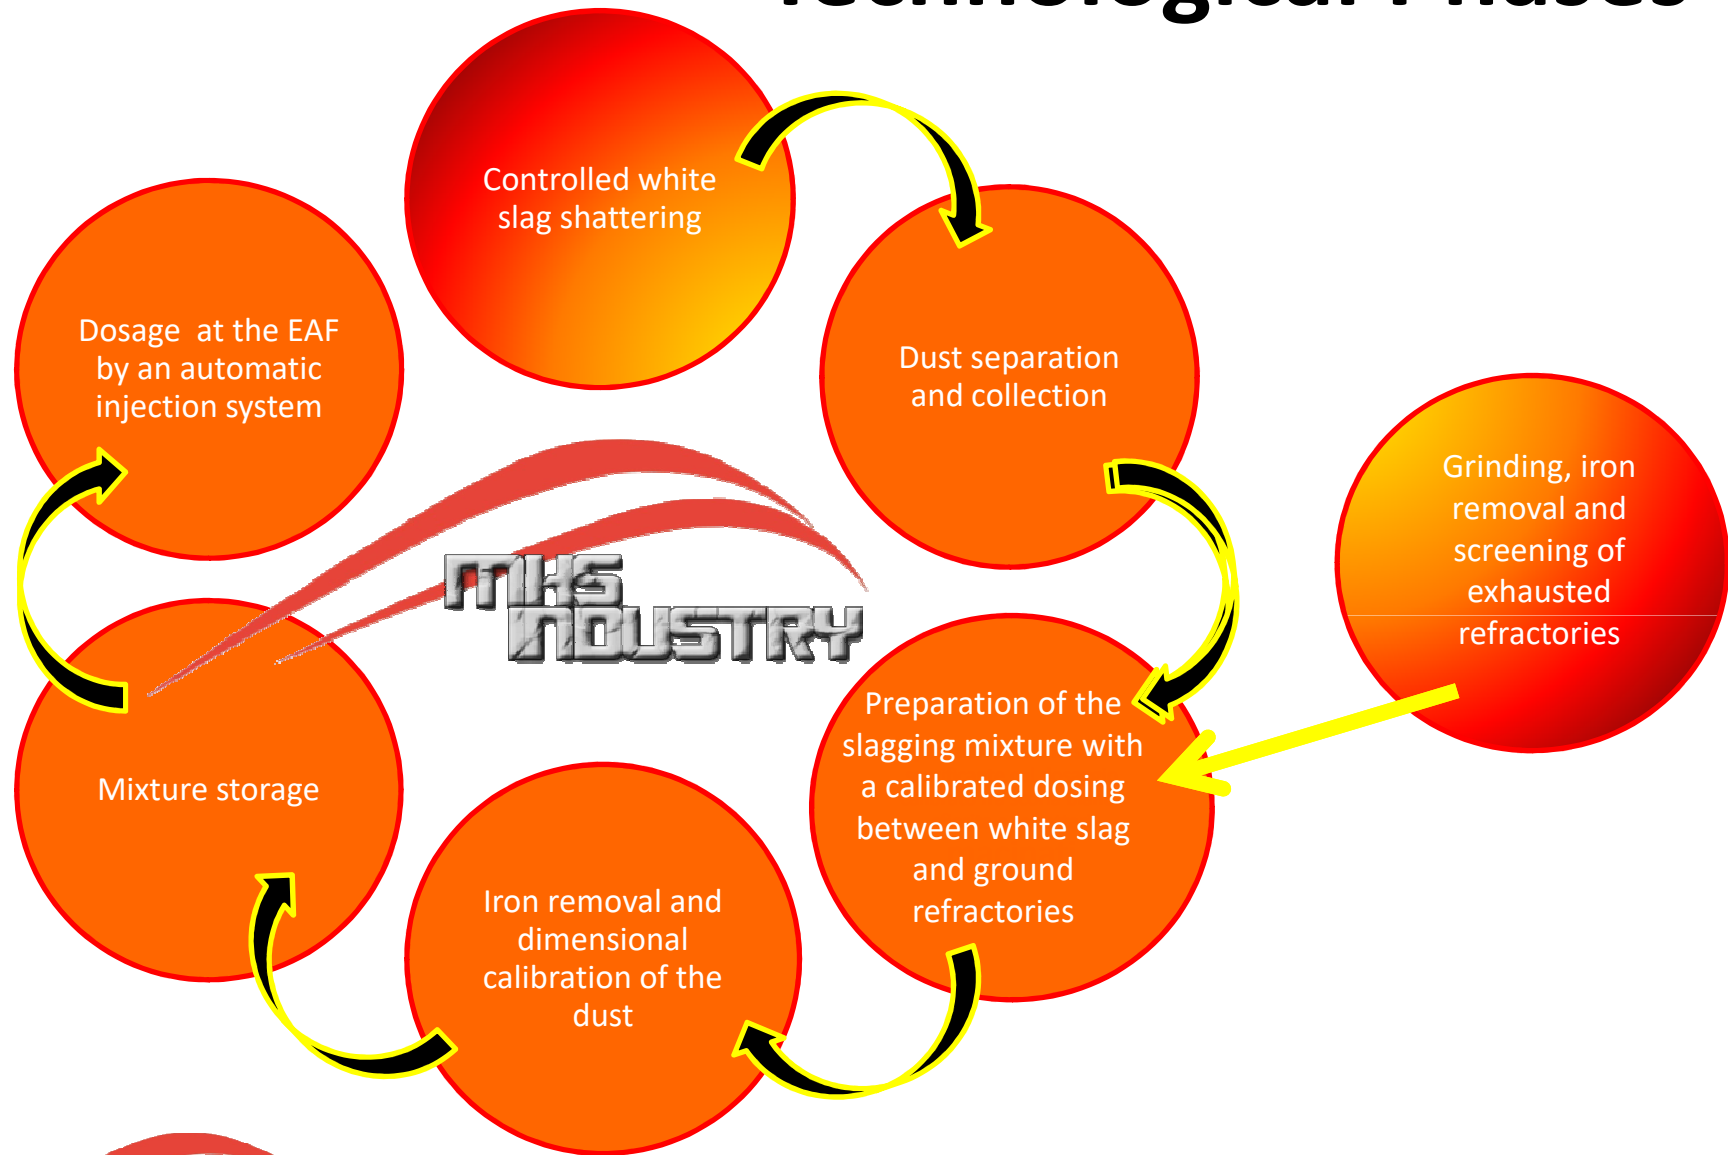 Technological Phases
Controlled white
slag shattering
Dosage at the EAF
by an automatic
injection system
Dust separation
and collection
Grinding, iron
removal and
screening of
exhausted
refractories
MHS
INDUSTRY
Preparation of the
slagging mixture with
a calibrated dosing
between white slag
and ground
refractories
Mixture storage
Iron removal and
dimensional
calibration of the
dust